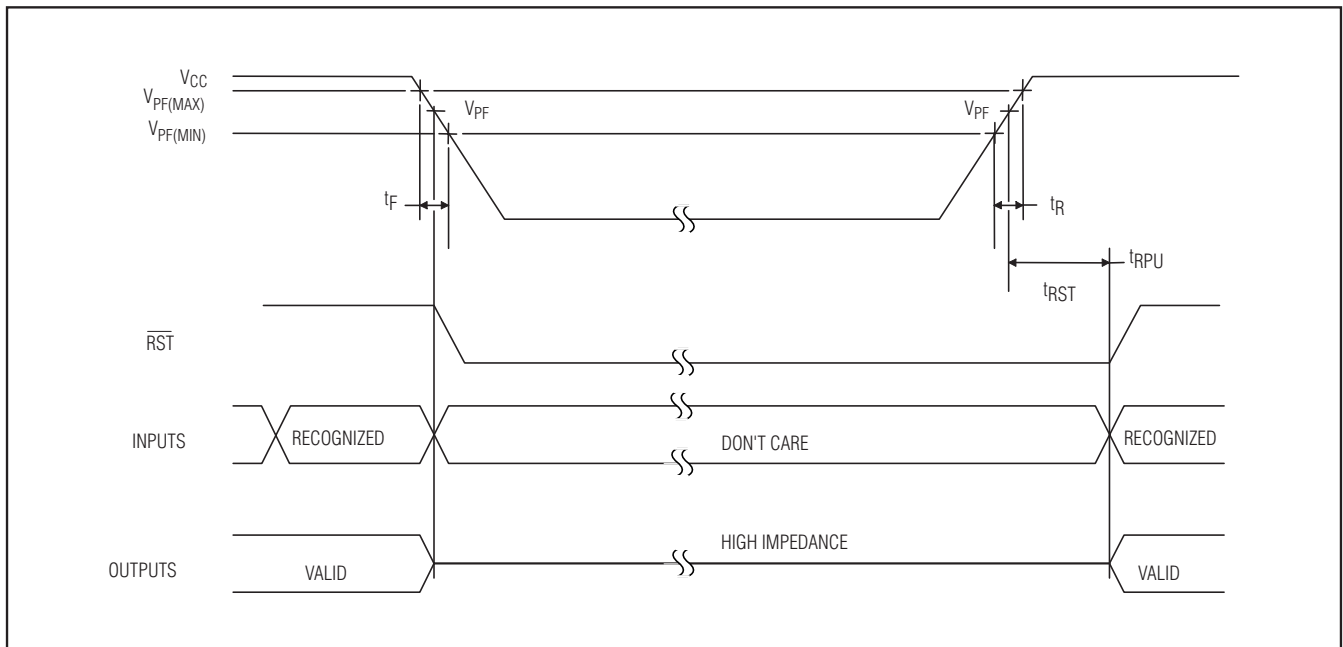 VCC
VPF(MAX)
VPF VPF
VPF(MIN)
tF tR
tRPU
tRST
RST
INPUTS RECOGNIZED DON'T CARE RECOGNIZED
HIGH IMPEDANCE
OUTPUTS VALID VALID